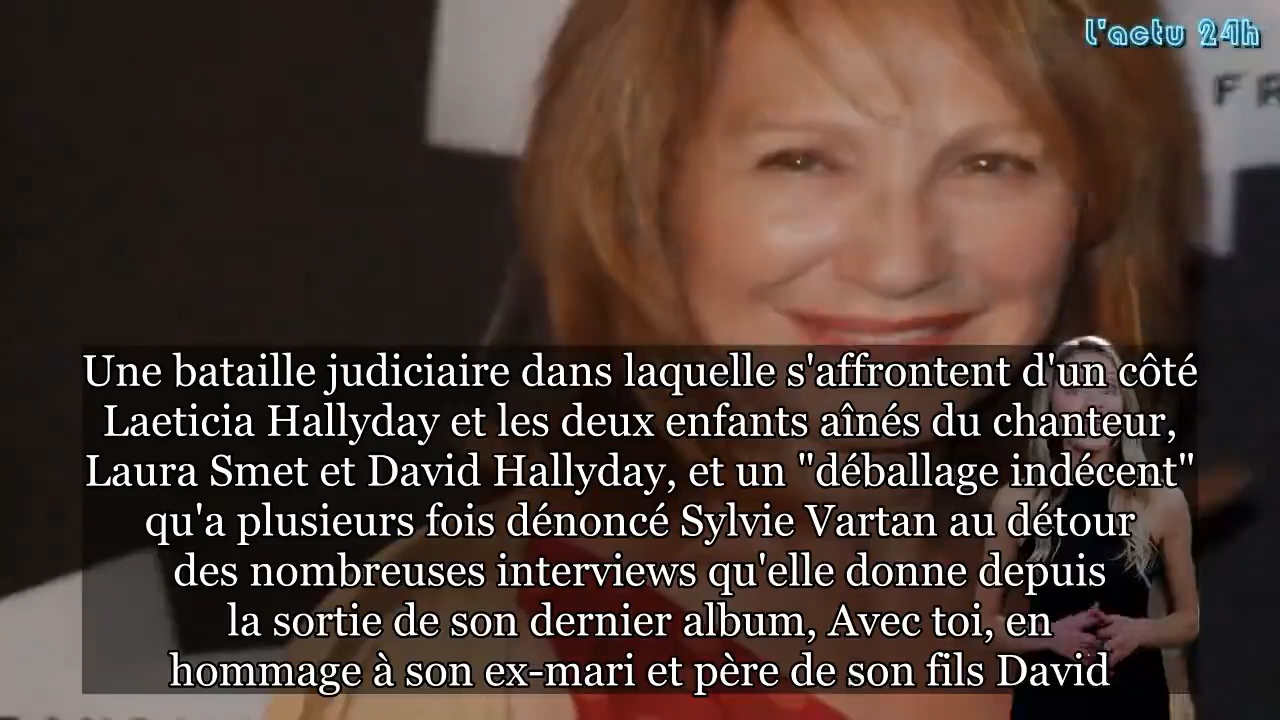 l'actu 24h
FR
Une bataille judiciaire dans laquelle s'affrontent d'un côté
Laeticia Hallyday et les deux enfants aînés du chanteur,
Laura Smet et David Hallyday, et un "déballage indécent"
qu'a plusieurs fois dénoncé Sylvie Vartan au détour
des nombreuses interviews qu'elle donne depuis
la sortie de son dernier album, Avec toi, en
hommage à son ex-mari et père de son fils David